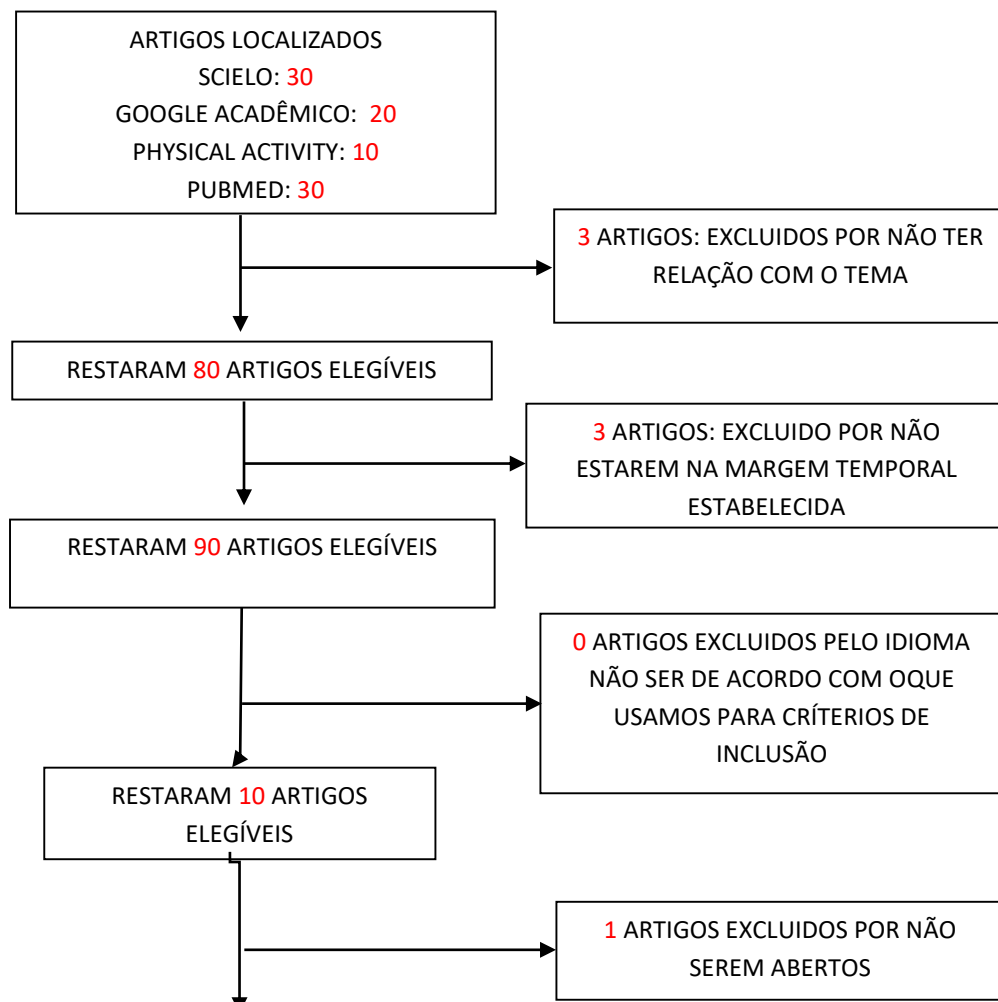 ARTIGOS LOCALIZADOS
SCIELO: 30
GOOGLE ACADÊMICO: 20
PHYSICAL ACTIVITY: 10
PUBMED: 30
3 ARTIGOS: EXCLUIDOS POR NÃO TER
RELAÇÃO COM O TEMA
RESTARAM 80 ARTIGOS ELEGÍVEIS
3 ARTIGOS: EXCLUIDO POR NÃO
ESTAREM NA MARGEM TEMPORAL
ESTABELECIDA
RESTARAM 90 ARTIGOS ELEGÍVEIS
0 ARTIGOS EXCLUIDOS PELO IDIOMA
NÃO SER DE ACORDO COM OQUE
USAMOS PARA CRÍTERIOS DE
INCLUSÃO
RESTARAM 10 ARTIGOS
ELEGÍVEIS
1 ARTIGOS EXCLUIDOS POR NÃO
SEREM ABERTOS